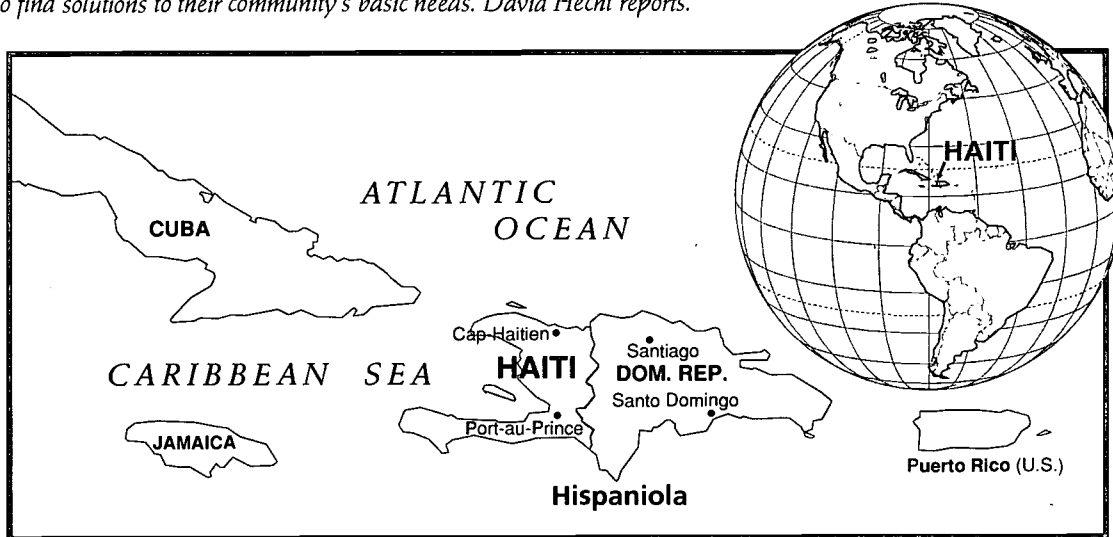 o find solutions to their community's basic needs. David Hecht reports.
HAITI
ATLANTIC
OCEAN
CUBA
Cap-Haitien
HAITI
Santiago
DOM. REP.
Santo Domingo
CARIBBEAN SEA
Port-au-Prince
JAMAICA
Puerto Rico (U.S.)
Hispaniola